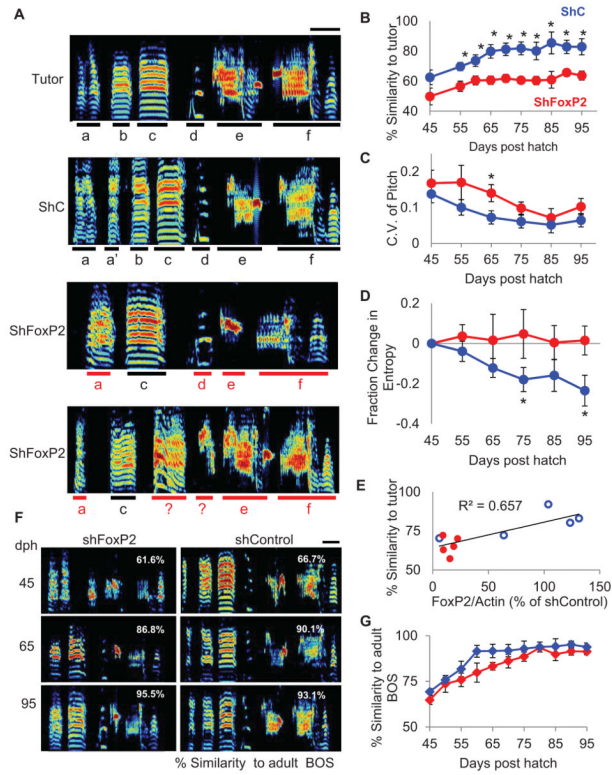 A
Tutor
a b c d e f
ShC
a a' b c d e f
ShFoxP2
a c d e f
ShFoxP2
a c ? ? e f
B
ShC
ShFoxP2
% Similarity to tutor
100
80
60
40
* * * * * * * * *
45 55 65 75 85 95
Days post hatch
C
C.V. of Pitch
0.2
0.1
0
*
45 55 65 75 85 95
Days post hatch
D
Fraction Change in
Entropy
0.2
0
-0.2
-0.4
* *
45 55 65 75 85 95
Days post hatch
E
% Similarity to tutor
100
75
50
R² = 0.657
0 50 100 150
FoxP2/Actin (% of shControl)
F
dph shFoxP2 shControl
45 61.6% 66.7%
65 86.8% 90.1%
95 95.5% 93.1%
% Similarity to adult BOS
G
% Similarity to adult
BOS
100
75
50
45 55 65 75 85 95
Days post hatch